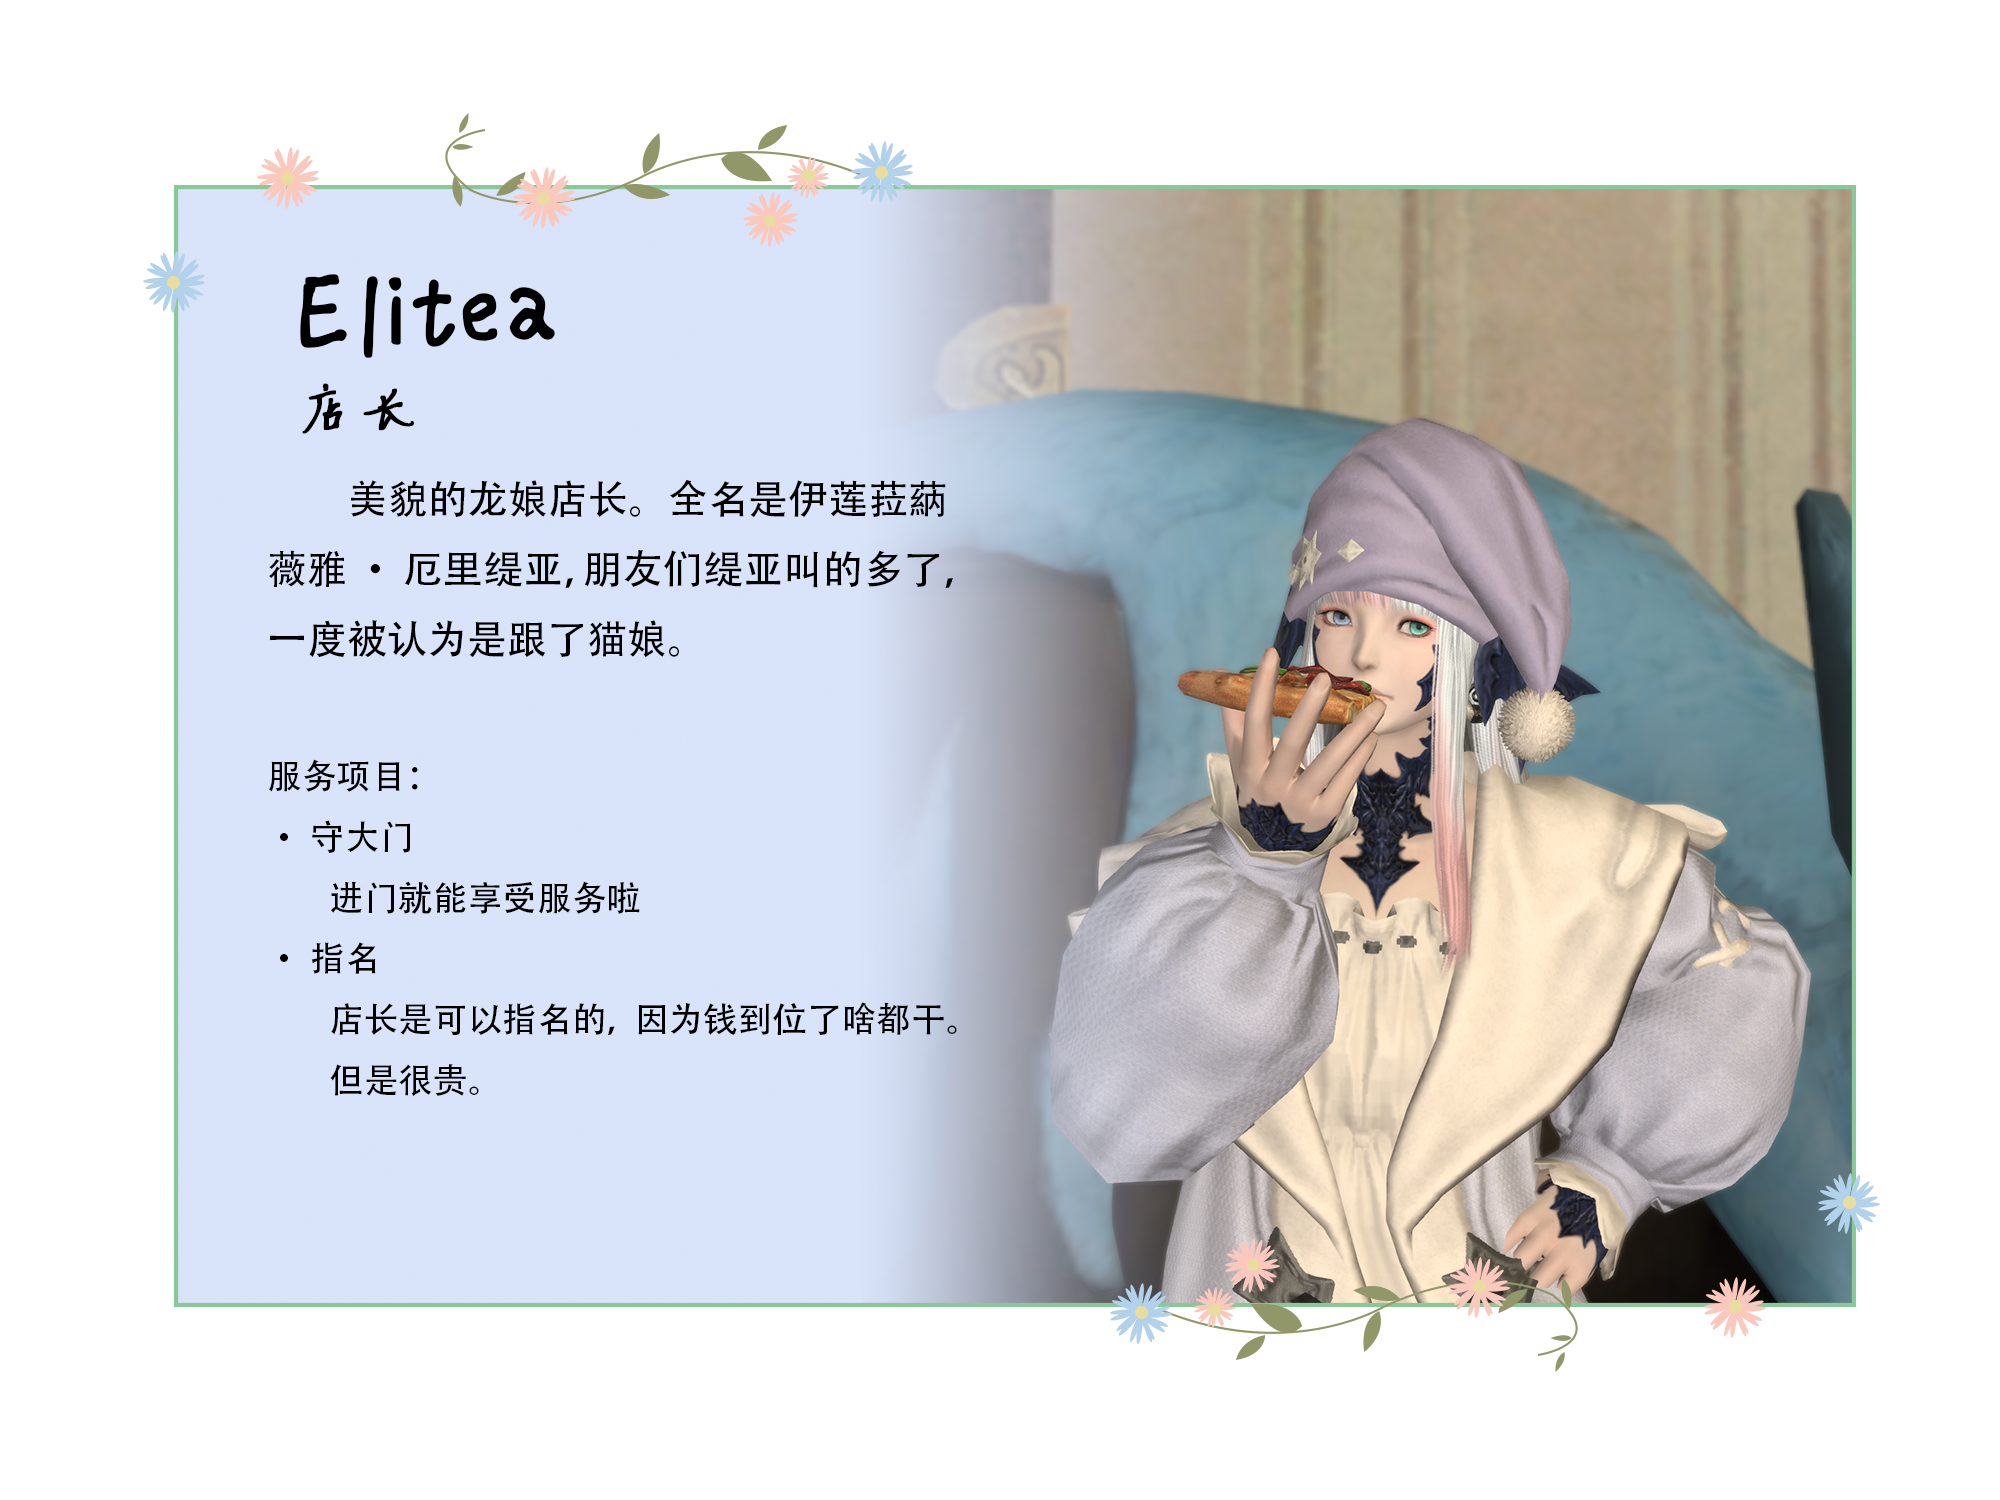 Elitea
店长
美貌的龙娘店长。全名是伊莲菈蒳
薇雅 • 厄里缇亚,朋友们缇亚叫的多了,
一度被认为是跟了猫娘。
服务项目:
• 守大门
进门就能享受服务啦
• 指名
店长是可以指名的, 因为钱到位了啥都干。
但是很贵。